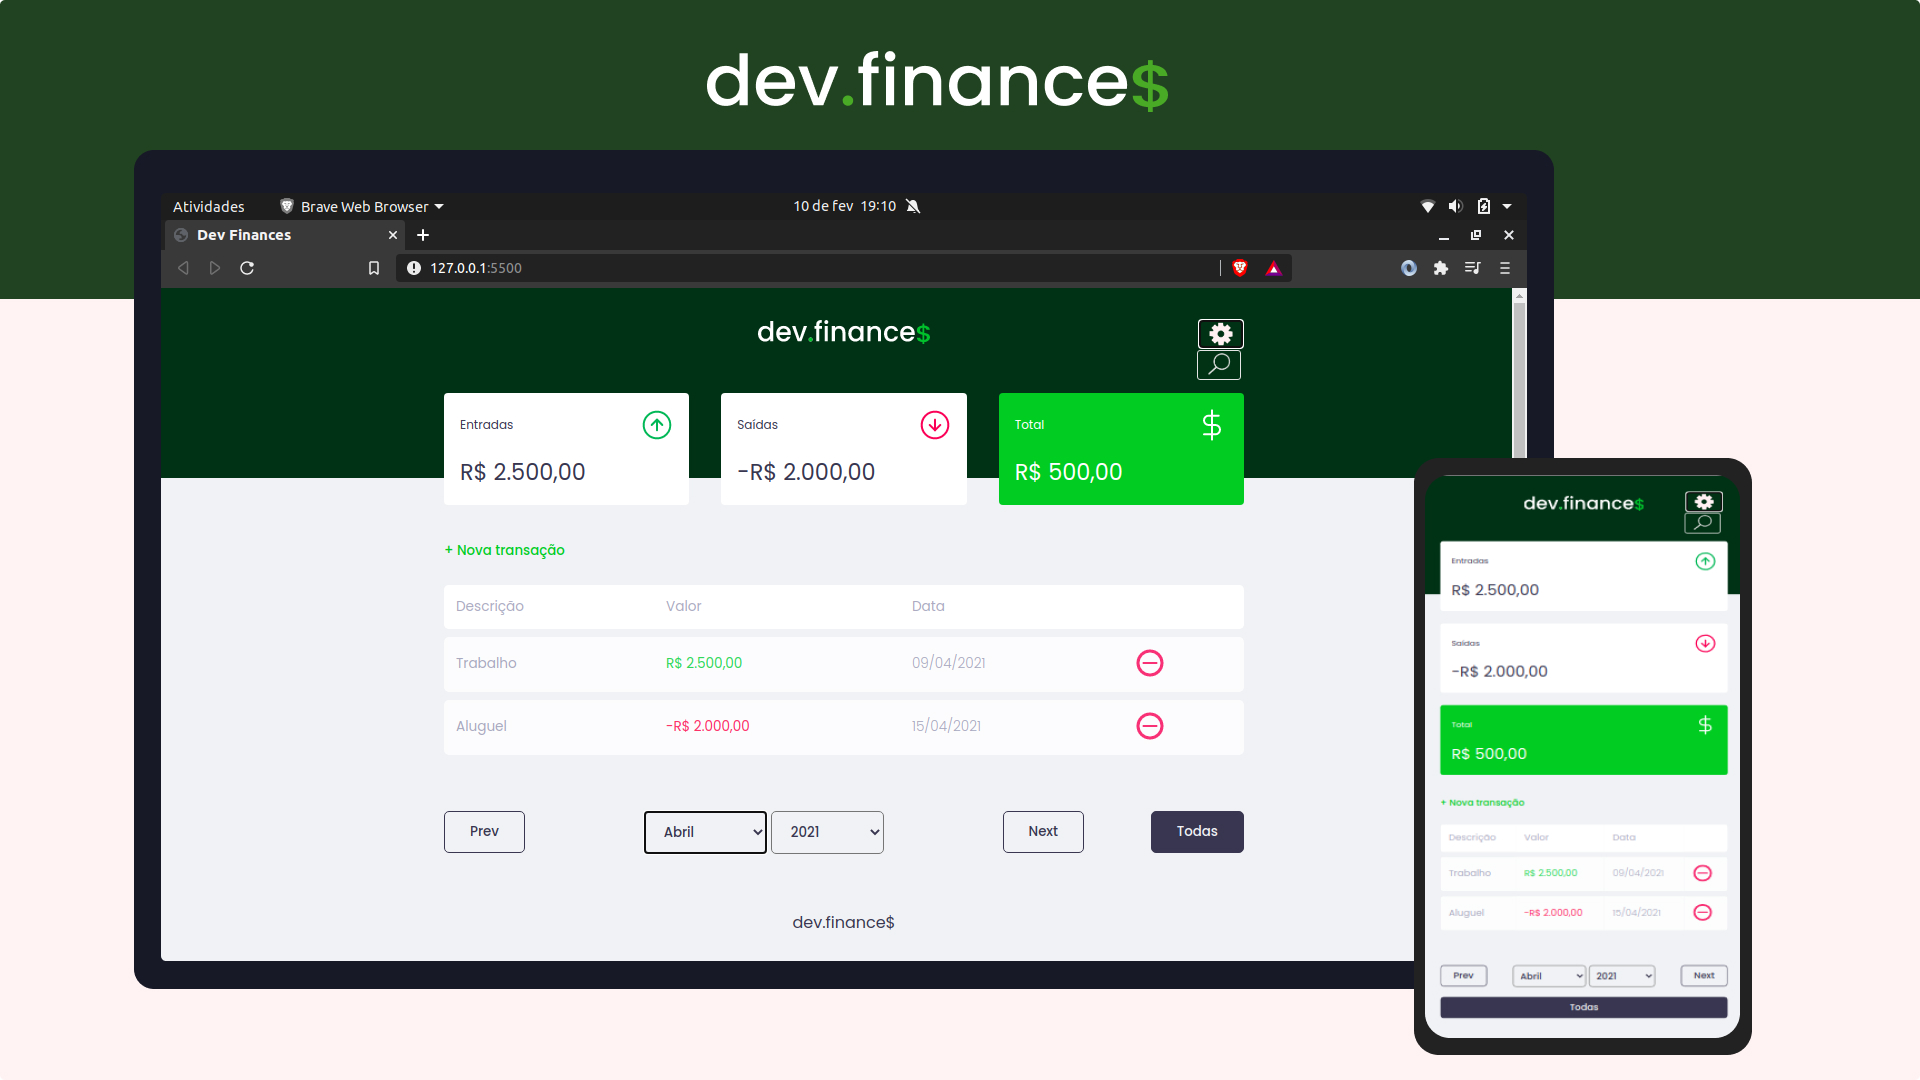 dev.finance$
Atividades Brave Web Browser 10 de fev 19:10
Dev Finances
127.0.0.1:5500
dev.finance$
Entradas
R$ 2.500,00
Saídas
-R$ 2.000,00
Total
R$ 500,00
+ Nova transação
Descrição Valor Data
Trabalho R$ 2.500,00 09/04/2021
Aluguel -R$ 2.000,00 15/04/2021
Prev Abril 2021 Next Todas
dev.finance$
dev.finance$
Entradas
R$ 2.500,00
Saídas
-R$ 2.000,00
Total
R$ 500,00
+ Nova transação
Descrição Valor Data
Trabalho R$ 2.500,00 09/04/2021
Aluguel -R$ 2.000,00 15/04/2021
Prev Abril 2021 Next
Todas